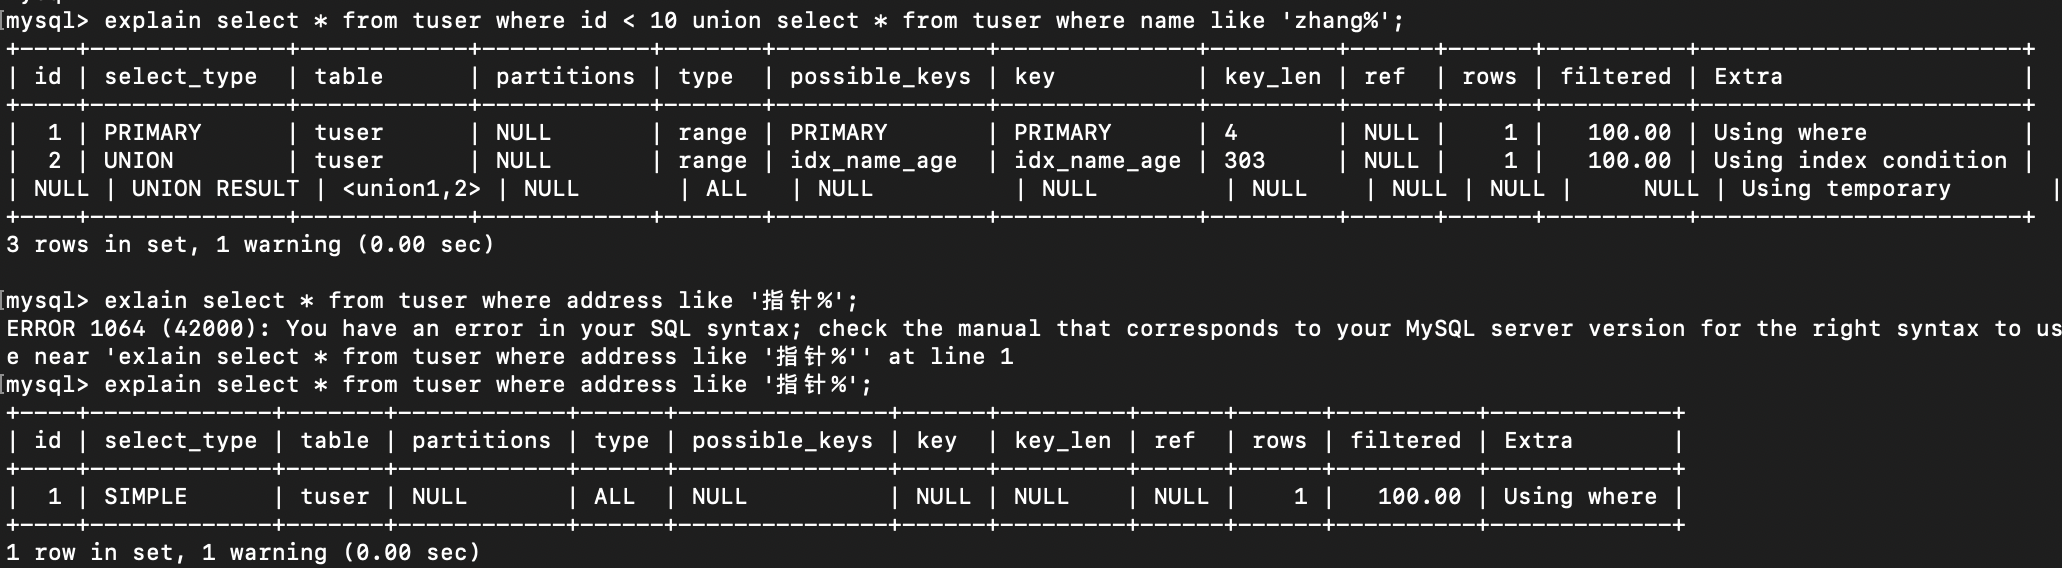 mysql> explain select * from tuser where id < 10 union select * from tuser where name like 'zhang%';
+----+--------------+------------+------------+-------+---------------+--------------+---------+------+------+----------+-----------------------+
| id | select_type  | table      | partitions | type  | possible_keys | key          | key_len | ref  | rows | filtered | Extra                 |
+----+--------------+------------+------------+-------+---------------+--------------+---------+------+------+----------+-----------------------+
|  1 | PRIMARY      | tuser      | NULL       | range | PRIMARY       | PRIMARY      | 4       | NULL |    1 |   100.00 | Using where           |
|  2 | UNION        | tuser      | NULL       | range | idx_name_age  | idx_name_age | 303     | NULL |    1 |   100.00 | Using index condition |
| NULL | UNION RESULT | <union1,2> | NULL       | ALL   | NULL          | NULL         | NULL    | NULL | NULL |     NULL | Using temporary       |
+----+--------------+------------+------------+-------+---------------+--------------+---------+------+------+----------+-----------------------+
3 rows in set, 1 warning (0.00 sec)
mysql> exlain select * from tuser where address like '指针%';
ERROR 1064 (42000): You have an error in your SQL syntax; check the manual that corresponds to your MySQL server version for the right syntax to us
e near 'exlain select * from tuser where address like '指针%'' at line 1
mysql> explain select * from tuser where address like '指针%';
+----+-------------+-------+------------+------+---------------+------+---------+------+------+----------+-------------+
| id | select_type | table | partitions | type | possible_keys | key  | key_len | ref  | rows | filtered | Extra       |
+----+-------------+-------+------------+------+---------------+------+---------+------+------+----------+-------------+
|  1 | SIMPLE      | tuser | NULL       | ALL  | NULL          | NULL | NULL    | NULL |    1 |   100.00 | Using where |
+----+-------------+-------+------------+------+---------------+------+---------+------+------+----------+-------------+
1 row in set, 1 warning (0.00 sec)